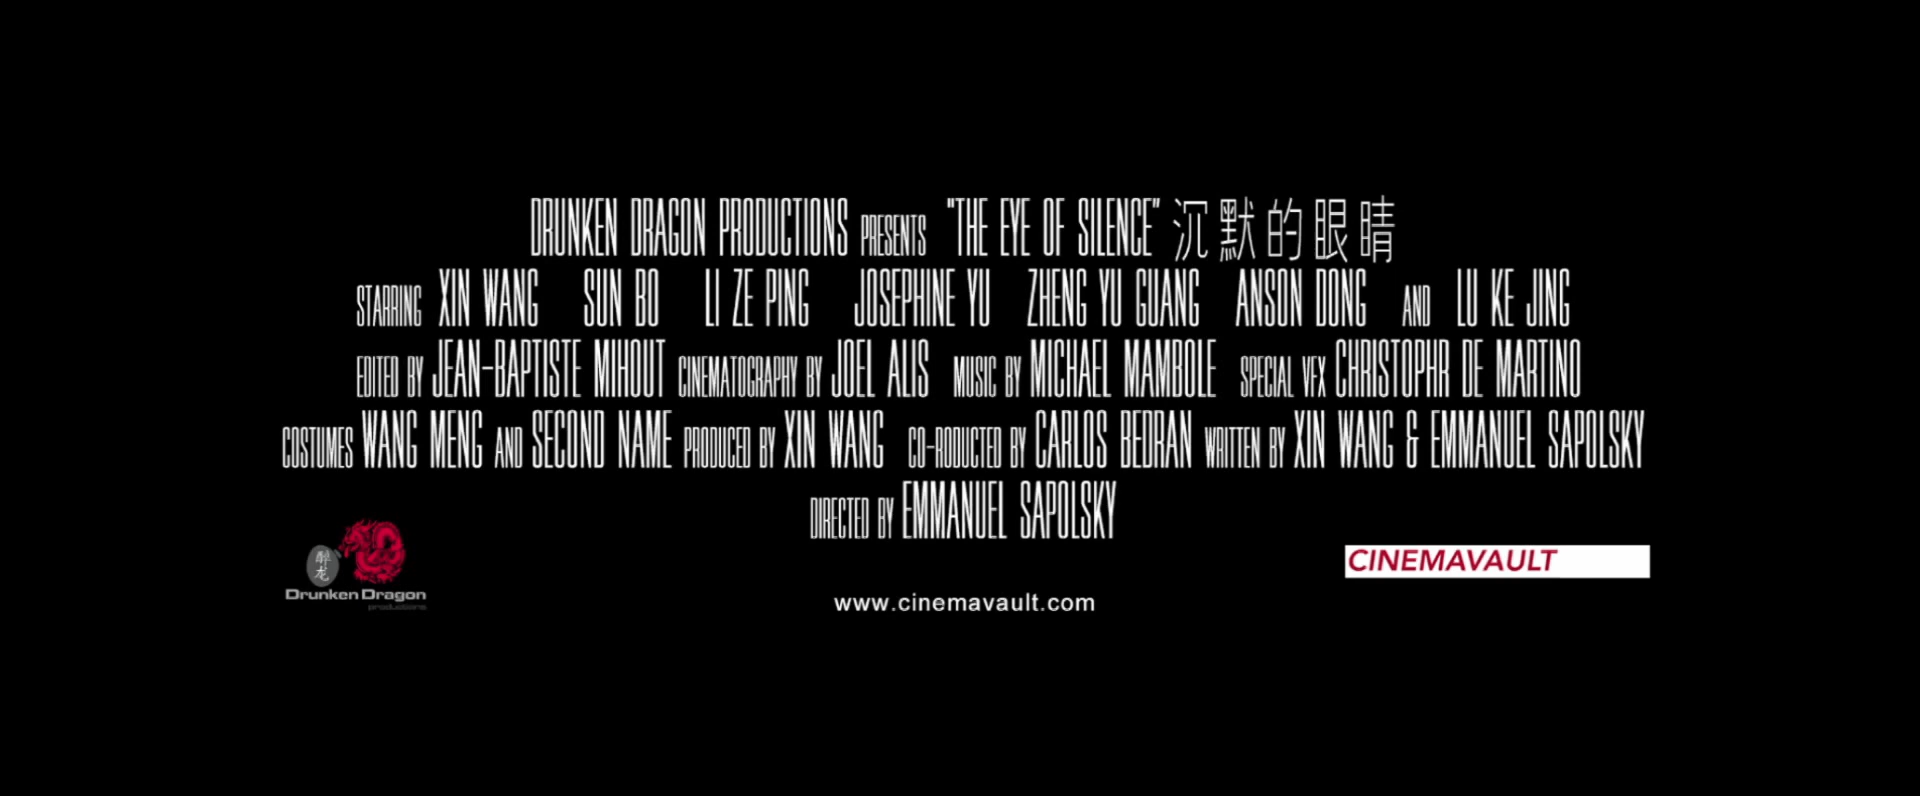 DRUNKEN DRAGON PRODUCTIONS PRESENTS "THE EYE OF SILENCE" 沉默的眼睛
STARRING XIN WANG SUN BO LI ZE PING JOSEPHINE YU ZHENG YU GUANG ANSON DONG AND LU KE JING
EDITED BY JEAN-BAPTISTE MIHOUT CINEMATOGRAPHY BY JOEL ALIS MUSIC BY MICHAEL MAMBOLE SPECIAL VFX CHRISTOPHR DE MARTINO
COSTUMES WANG MENG AND SECOND NAME PRODUCED BY XIN WANG CO-RODUCTED BY CARLOS BEDRAN WRITTEN BY XIN WANG & EMMANUEL SAPOLSKY
DIRECTED BY EMMANUEL SAPOLSKY
醉龙
Drunken Dragon
productions
www.cinemavault.com
CINEMAVAULT